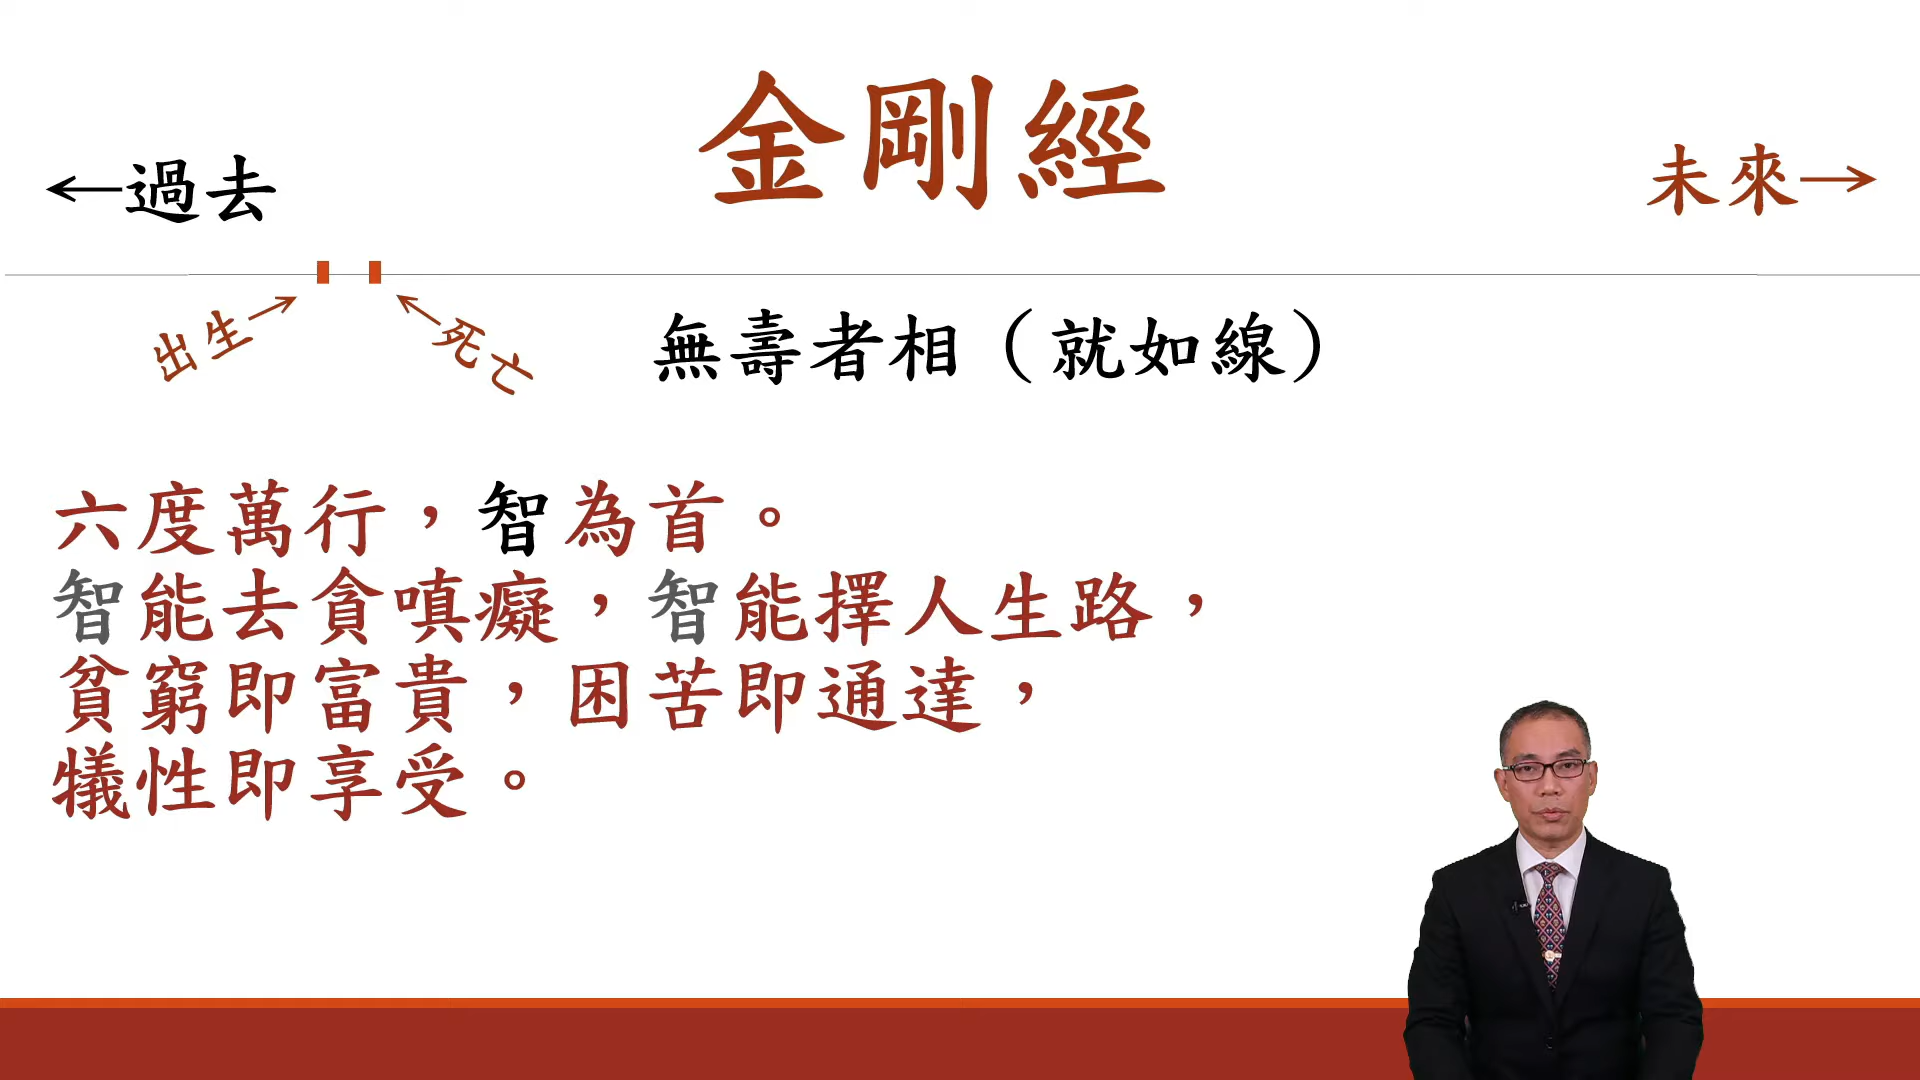 金剛經
←過去
未來→
出生→
←死亡
無壽者相（就如線）
六度萬行，智為首。
智能去貪嗔癡，智能擇人生路，
貧窮即富貴，困苦即通達，
犠性即享受。